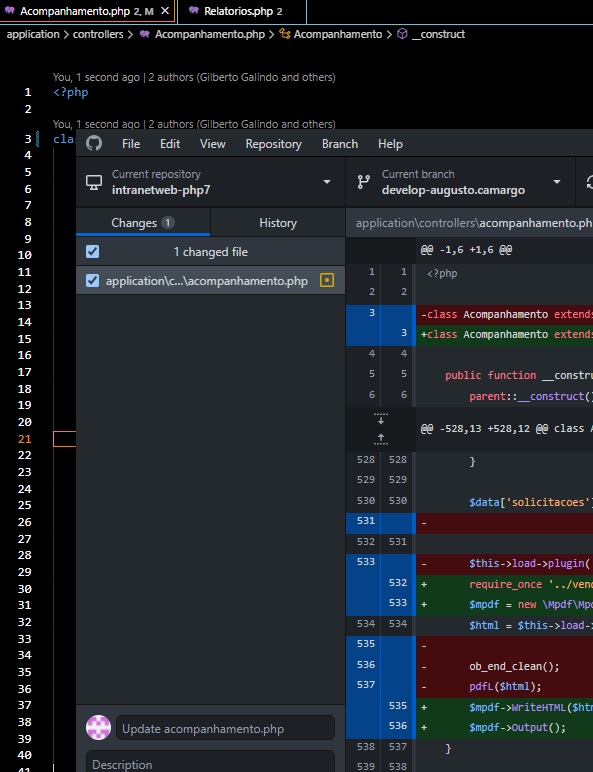 Acompanhamento.php 2, M
Relatorios.php 2
application > controllers > Acompanhamento.php > Acompanhamento > __construct
You, 1 second ago | 2 authors (Gilberto Galindo and others)
1 <?php
2
You, 1 second ago | 2 authors (Gilberto Galindo and others)
3 cla
4
5
6
7
8
9
10
11
12
13
14
15
16
17
18
19
20
21
22
23
24
25
26
27
28
29
30
31
32
33
34
35
36
37
38
39
40
41
File Edit View Repository Branch Help
Current repository
intranetweb-php7
Current branch
develop-augusto.camargo
Changes 1
History
1 changed file
application\c...\acompanhamento.php
Update acompanhamento.php
Description
application\controllers\acompanhamento.ph
@@ -1,6 +1,6 @@
1 1 <?php
2 2
3 -class Acompanhamento extends
3 +class Acompanhamento extends
4 4
5 5 public function __constru
6 6 parent::__construct()
@@ -528,13 +528,12 @@ class A
528 528 }
529 529
530 530 $data['solicitacoes']
531 -
532 531
533 - $this->load->plugin(
532 + require_once '../ven
533 + $mpdf = new \Mpdf\Mp
534 534 $html = $this->load-
535 -
536 - ob_end_clean();
537 - pdfL($html);
535 + $mpdf->WriteHTML($ht
536 + $mpdf->Output();
538 537 }
539 538